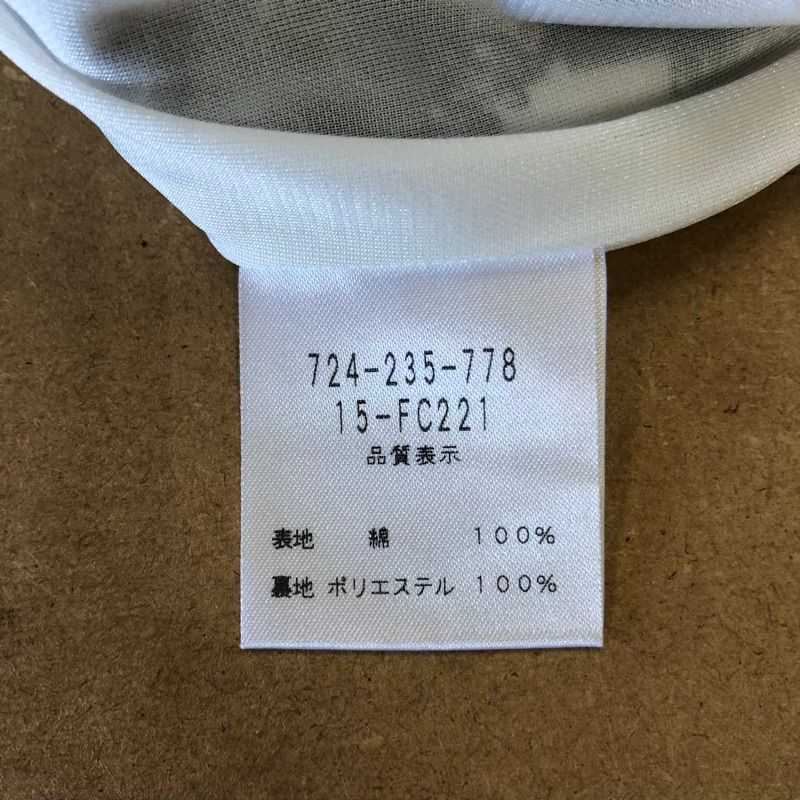 724-235-778
15-FC221
品質表示
表地 綿 100%
裏地 ポリエステル 100%